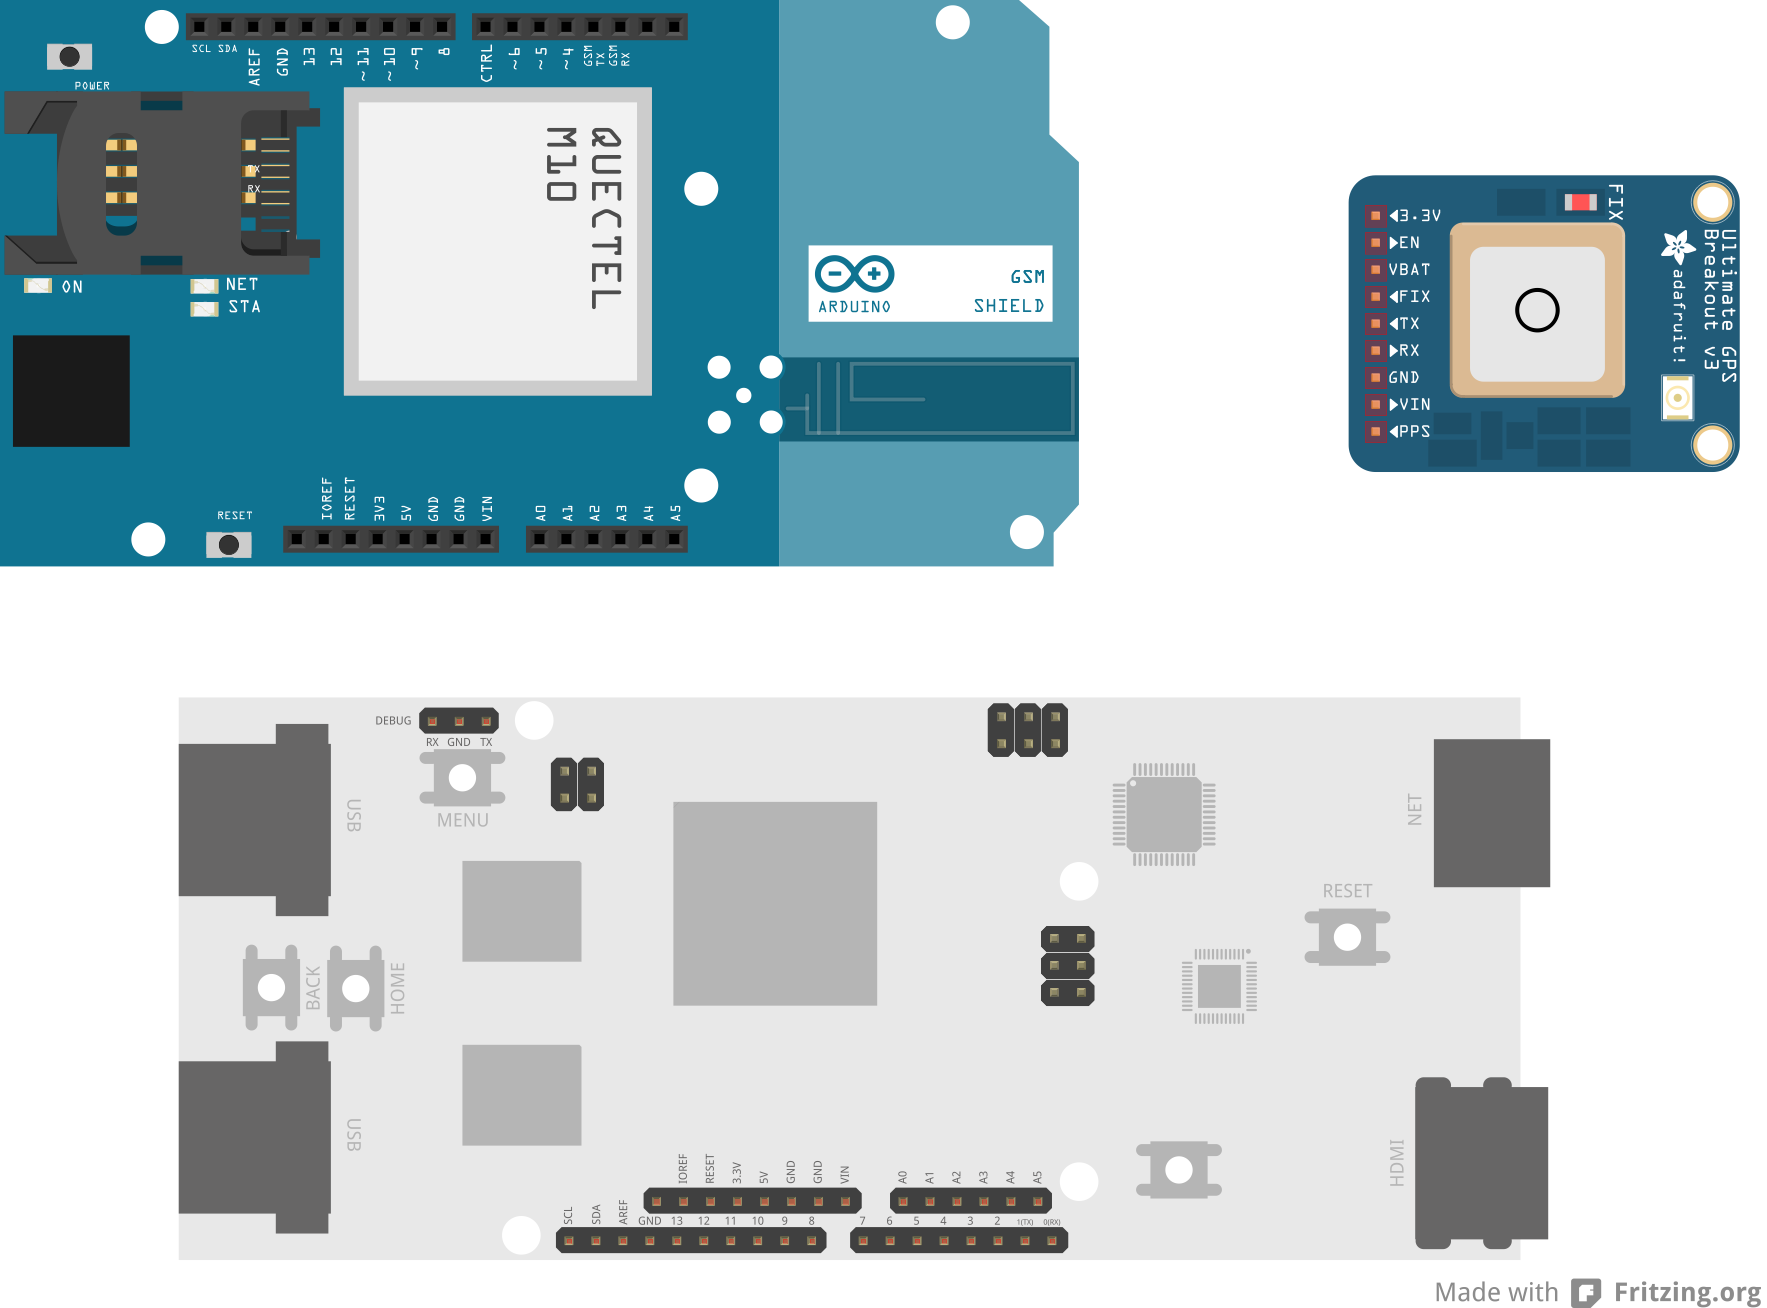 SCL SDA AREF GND 13 12 ~11 ~10 ~9 8 CTRL ~6 ~5 ~4 GSM TX GSM RX
POWER
TX
RX
QUECTEL
M10
ON
NET
STA
ARDUINO
GSM
SHIELD
RESET
IOREF RESET 3V3 5V GND GND VIN A0 A1 A2 A3 A4 A5
FIX
3.3V
EN
VBAT
FIX
TX
RX
GND
VIN
PPS
Ultimate GPS
Breakout v3
adafruit!
DEBUG
RX GND TX
MENU
USB
BACK
HOME
USB
NET
RESET
HDMI
IOREF RESET 3.3V 5V GND GND VIN A0 A1 A2 A3 A4 A5
SCL SDA AREF GND 13 12 11 10 9 8 7 6 5 4 3 2 1(TX) 0(RX)
Made with Fritzing.org